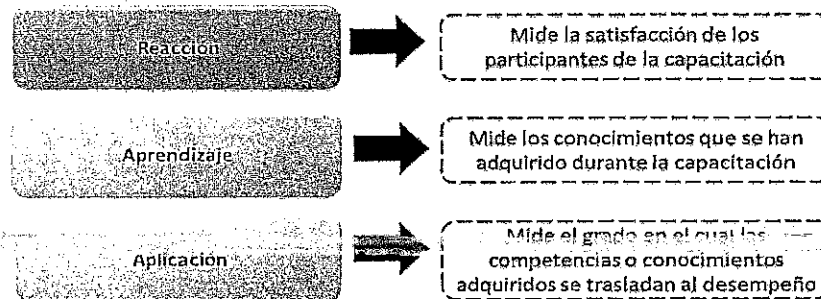 Reacción
Mide la satisfacción de los
participantes de la capacitación
Aprendizaje
Mide los conocimientos que se han
adquirido durante la capacitación
Aplicación
Mide el grado en el cual las
competencias o conocimientos
adquiridos se trasladan al desempeño